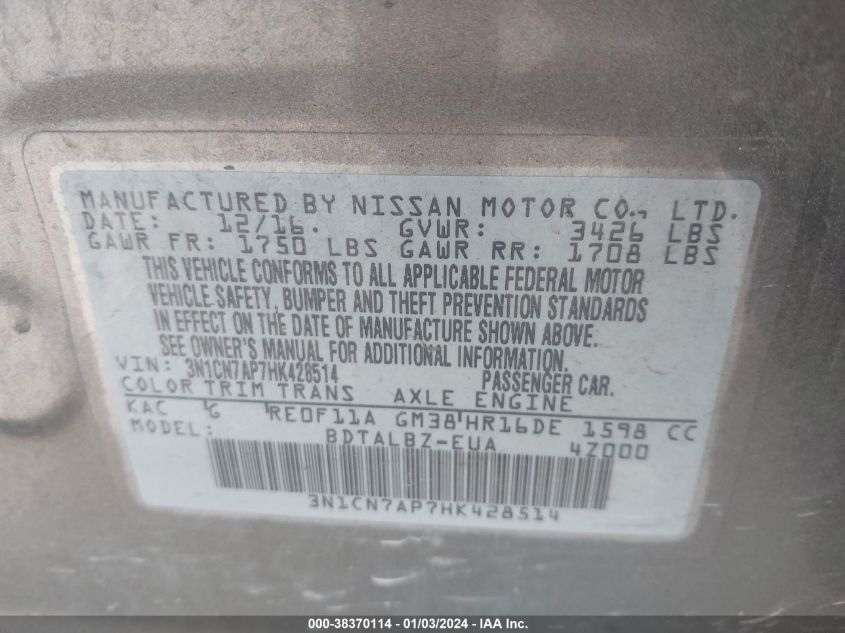 MANUFACTURED BY NISSAN MOTOR CO., LTD.
DATE: 12/16. GVWR: 3426 LBS
GAWR FR: 1750 LBS GAWR RR: 1708 LBS
THIS VEHICLE CONFORMS TO ALL APPLICABLE FEDERAL MOTOR
VEHICLE SAFETY, BUMPER AND THEFT PREVENTION STANDARDS
IN EFFECT ON THE DATE OF MANUFACTURE SHOWN ABOVE.
SEE OWNER'S MANUAL FOR ADDITIONAL INFORMATION.
VIN: 3N1CN7AP7HK428514 PASSENGER CAR.
COLOR TRIM TRANS AXLE ENGINE
KAC G RE0F11A GM38 HR16DE 1598 CC
MODEL: BDTALBZ-EUA 4Z000
3N1CN7AP7HK428514
000-38370114 - 01/03/2024 - IAA Inc.